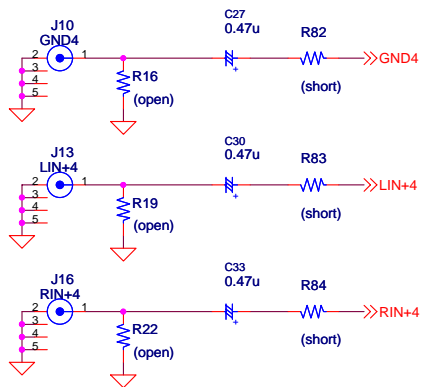 J10
GND4
2
1
3
4
5
R16
(open)
C27
0.47u
+
R82
(short)
GND4
J13
LIN+4
2
1
3
4
5
R19
(open)
C30
0.47u
+
R83
(short)
LIN+4
J16
RIN+4
2
1
3
4
5
R22
(open)
C33
0.47u
+
R84
(short)
RIN+4